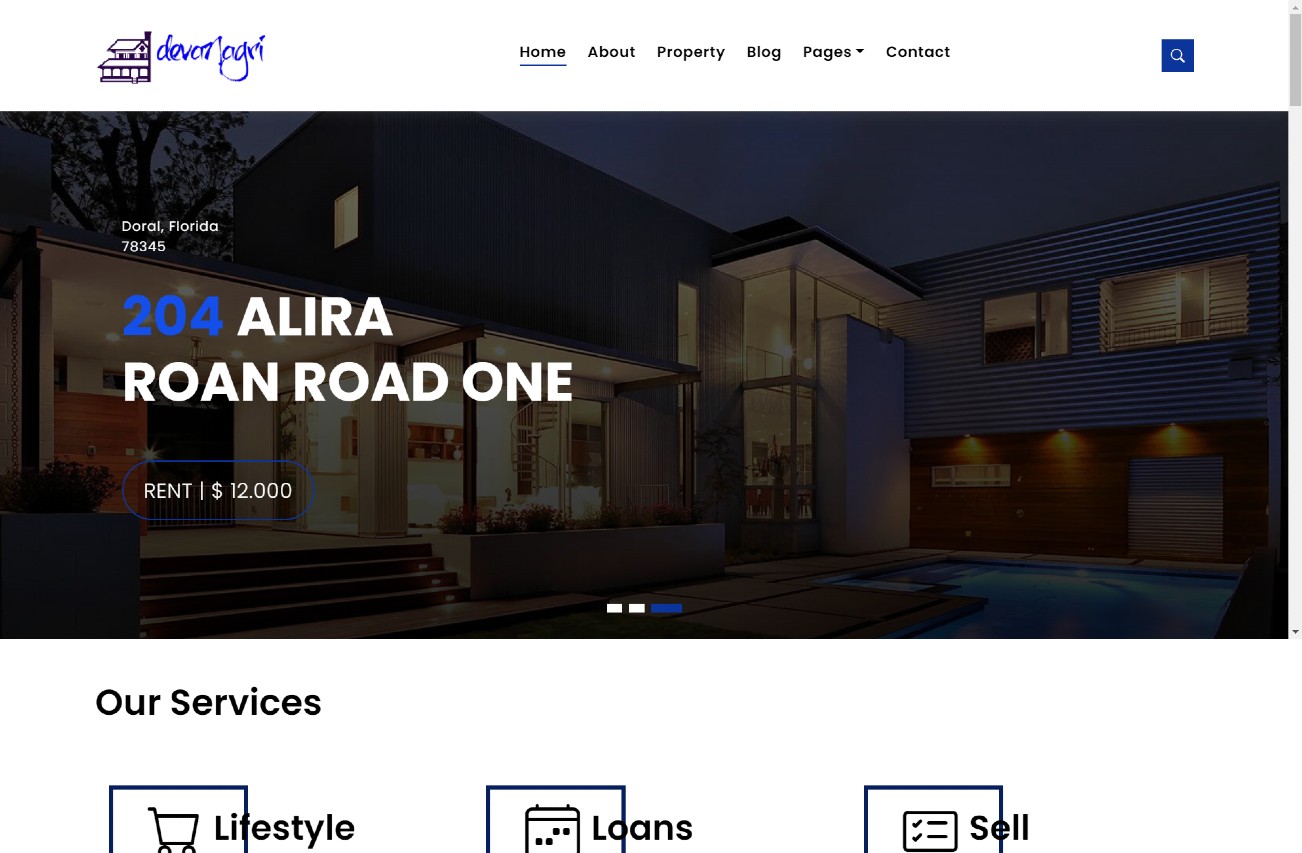 devanagri
Home About Property Blog Pages Contact
Doral, Florida
78345
204 ALIRA
ROAN ROAD ONE
RENT | $ 12.000
Our Services
Lifestyle Loans Sell